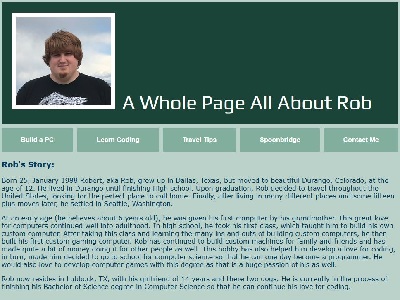 A Whole Page All About Rob
Build a PC
Learn Coding
Travel Tips
Spoonbridge
Contact Me
Rob's Story:
Born 25, January 1988 Robert, aka Rob, grew up in Dallas, Texas, but moved to beautiful Durango, Colorado, at the
age of 12. He lived in Durango until finishing High School. Upon graduation, Rob decided to travel throughout the
United States, looking for the perfect place to call home. Finally, after living in many different places and some fifteen
plus moves later, he settled in Seattle, Washington.
At an early age (he believes about 6 years old), he was given his first computer by his grandmother. This great love
for computers continued well into adulthood. In high school, he took his first class, which taught him to build his own
custom computer. After taking this class and learning the many ins and outs of building custom computers, he then
built his first custom gaming computer. Rob has continued to build custom machines for family and friends and has
made quite a bit of money doing it for other people as well. This hobby has also helped him develop a love for coding,
in turn, made him decided to go to school for computer science so that he can one day become a programmer. He
would also love to develop computer games with this degree as that is a huge passion of his as well.
Rob now resides in Lubbock, TX, with his girlfriend of 14 years and these two dogs. He is currently in the process of
finishing his Bachelor of Science degree in Computer Science so that he can continue his love for coding.